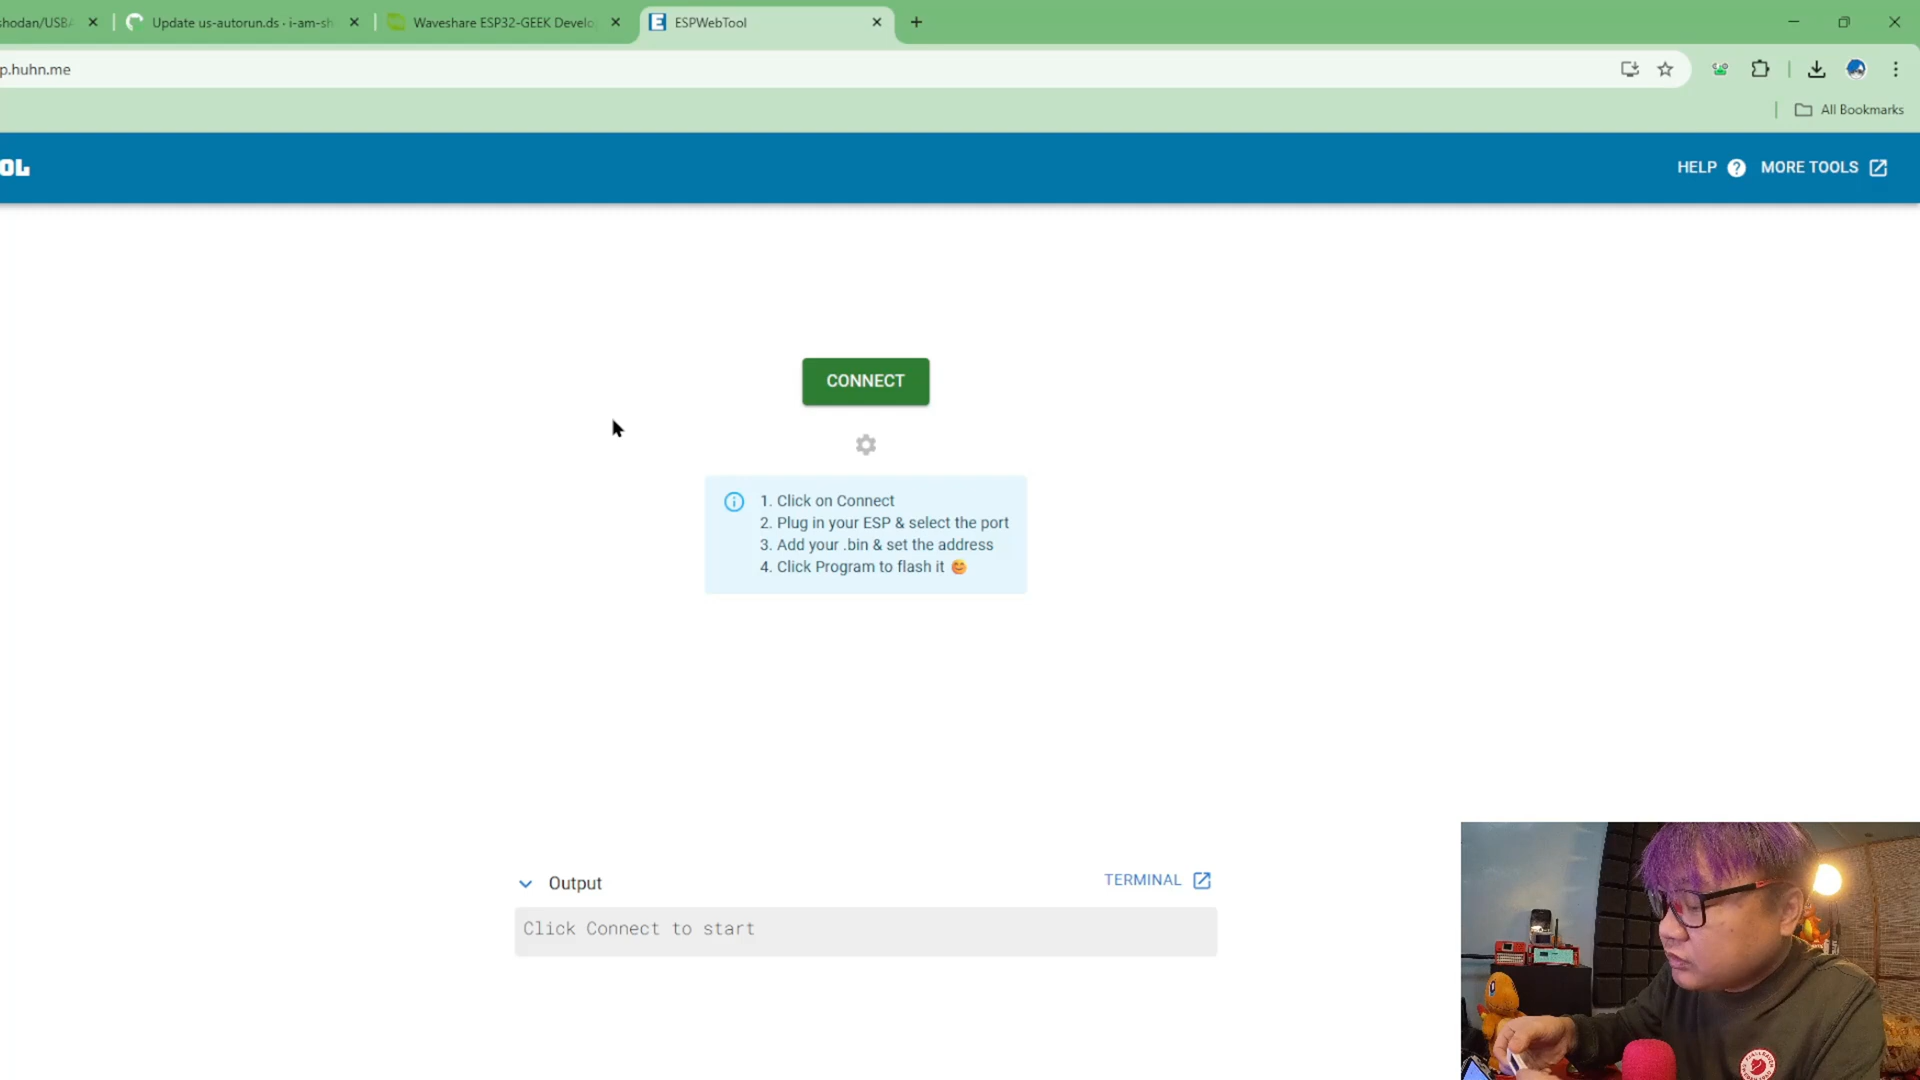 shodan/USBA
Update us-autorun.ds · i-am-sh
Waveshare ESP32-GEEK Develo
ESPWebTool
p.huhn.me
All Bookmarks
OL
HELP
MORE TOOLS
CONNECT
1. Click on Connect
2. Plug in your ESP & select the port
3. Add your .bin & set the address
4. Click Program to flash it 😊
Output
TERMINAL
Click Connect to start